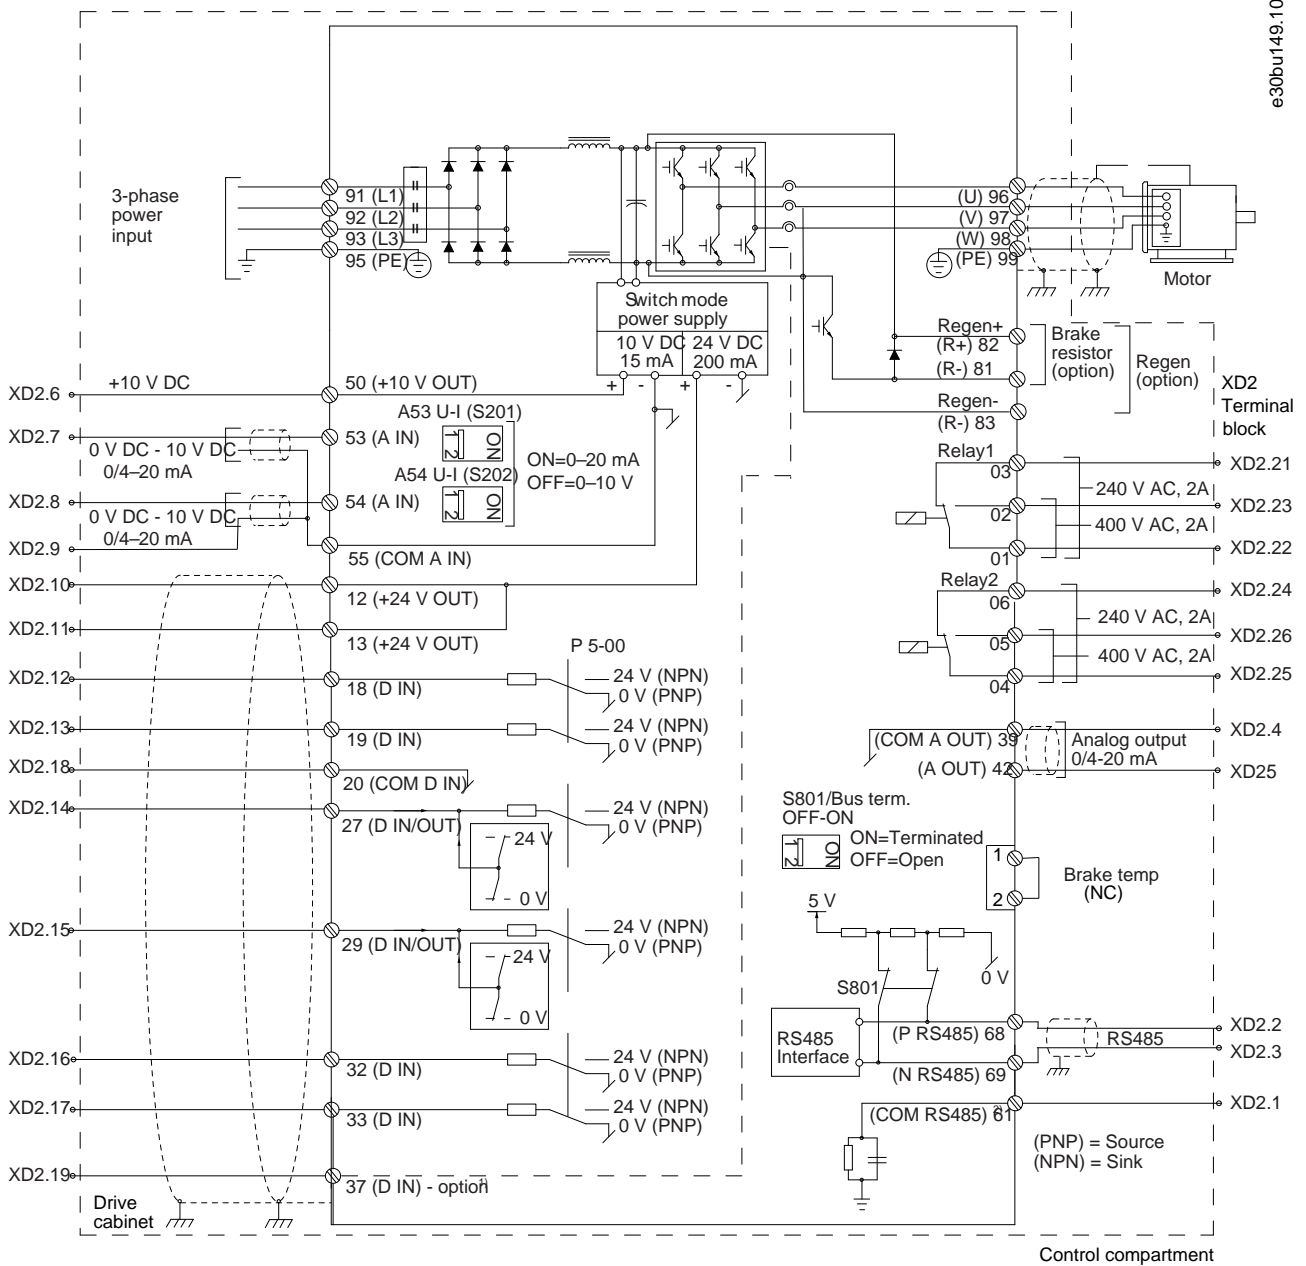 e30bu149.10
3-phase
power
input
91 (L1)
92 (L2)
93 (L3)
95 (PE)
(U) 96
(V) 97
(W) 98
(PE) 99
Motor
Switch mode
power supply
10 V DC
15 mA
24 V DC
200 mA
+ - + -
Regen+
(R+) 82
(R-) 81
Regen-
(R-) 83
Brake
resistor
(option)
Regen
(option)
XD2
Terminal
block
XD2.6
+10 V DC
50 (+10 V OUT)
A53 U-I (S201)
1 2
ON
XD2.7
53 (A IN)
0 V DC - 10 V DC
0/4–20 mA
A54 U-I (S202)
1 2
ON
ON=0–20 mA
OFF=0–10 V
XD2.8
54 (A IN)
0 V DC - 10 V DC
0/4–20 mA
XD2.9
55 (COM A IN)
XD2.10
12 (+24 V OUT)
XD2.11
13 (+24 V OUT)
P 5-00
XD2.12
18 (D IN)
24 V (NPN)
0 V (PNP)
XD2.13
19 (D IN)
24 V (NPN)
0 V (PNP)
XD2.18
20 (COM D IN)
XD2.14
27 (D IN/OUT)
24 V (NPN)
0 V (PNP)
24 V
0 V
XD2.15
29 (D IN/OUT)
24 V (NPN)
0 V (PNP)
24 V
0 V
XD2.16
32 (D IN)
24 V (NPN)
0 V (PNP)
XD2.17
33 (D IN)
24 V (NPN)
0 V (PNP)
XD2.19
37 (D IN) - option
Drive
cabinet
Relay1
03
02
01
240 V AC, 2A
400 V AC, 2A
XD2.21
XD2.23
XD2.22
Relay2
06
05
04
240 V AC, 2A
400 V AC, 2A
XD2.24
XD2.26
XD2.25
(COM A OUT) 39
(A OUT) 42
Analog output
0/4-20 mA
XD2.4
XD25
S801/Bus term.
OFF-ON
1 2
ON
ON=Terminated
OFF=Open
1
2
Brake temp
(NC)
5 V
S801
0 V
RS485
Interface
(P RS485) 68
(N RS485) 69
RS485
XD2.2
XD2.3
(COM RS485) 61
XD2.1
(PNP) = Source
(NPN) = Sink
Control compartment